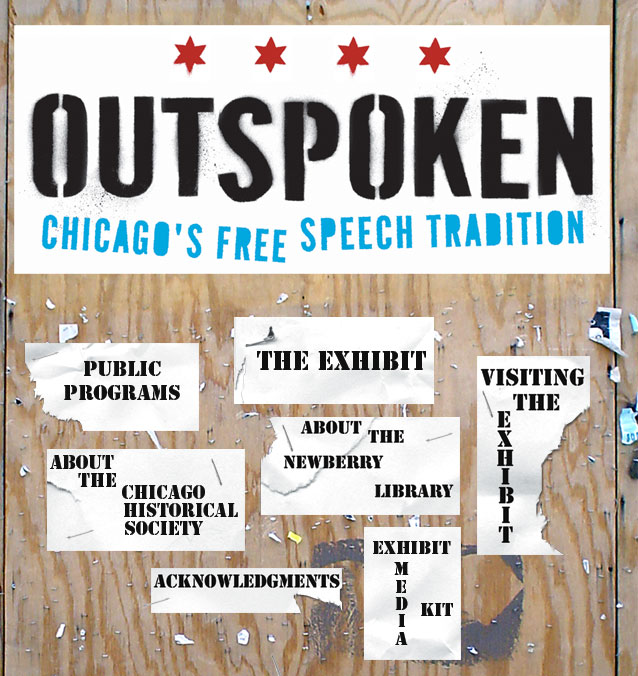 OUTSPOKEN
CHICAGO'S FREE SPEECH TRADITION
PUBLIC
PROGRAMS
THE EXHIBIT
VISITING
THE
EXHIBIT
ABOUT THE
NEWBERRY
LIBRARY
ABOUT
THE
CHICAGO
HISTORICAL
SOCIETY
EXHIBIT
MEDIA
KIT
ACKNOWLEDGMENTS